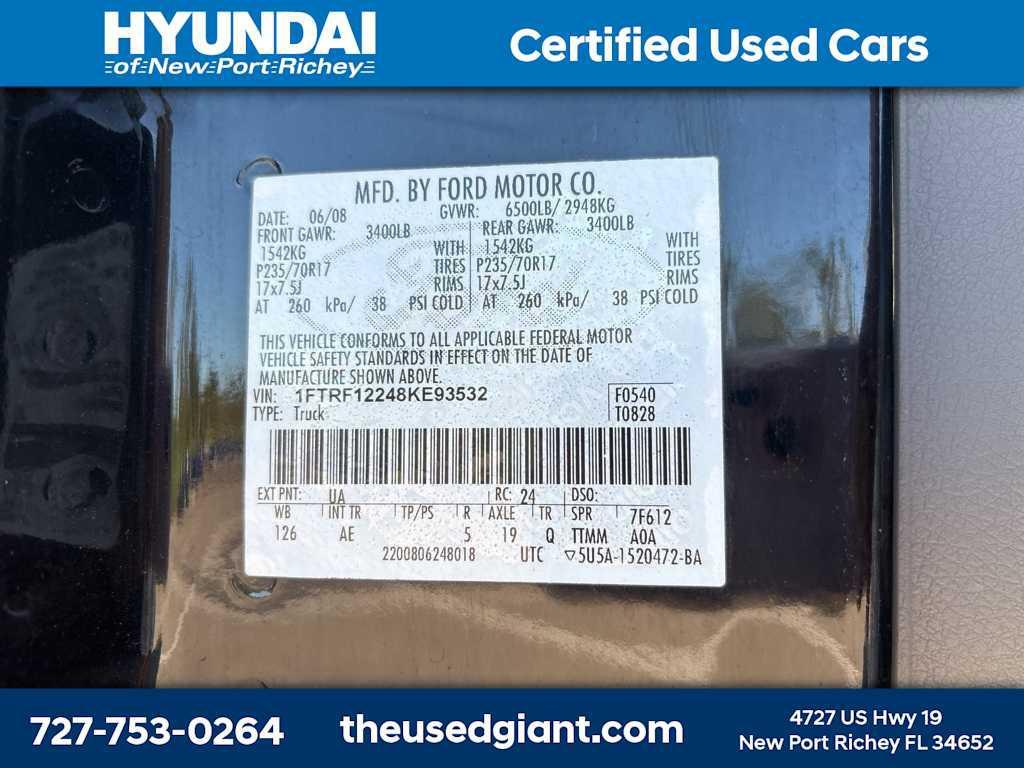 HYUNDAI
of New Port Richey
Certified Used Cars
MFD. BY FORD MOTOR CO.
DATE: 06/08 GVWR: 6500LB/ 2948KG
FRONT GAWR: 3400LB REAR GAWR: 3400LB
1542KG WITH 1542KG WITH
P235/70R17 TIRES P235/70R17 TIRES
17x7.5J RIMS 17x7.5J RIMS
AT 260 kPa/ 38 PSI COLD AT 260 kPa/ 38 PSI COLD
THIS VEHICLE CONFORMS TO ALL APPLICABLE FEDERAL MOTOR
VEHICLE SAFETY STANDARDS IN EFFECT ON THE DATE OF
MANUFACTURE SHOWN ABOVE.
VIN: 1FTRF12248KE93532 F0540
TYPE: Truck T0828
EXT PNT: UA RC: 24 DSO:
WB INT TR TP/PS R AXLE TR SPR 7F612
126 AE 5 19 Q TTMM A0A
2200806248018 UTC ▽5U5A-1520472-BA
727-753-0264
theusedgiant.com
4727 US Hwy 19
New Port Richey FL 34652